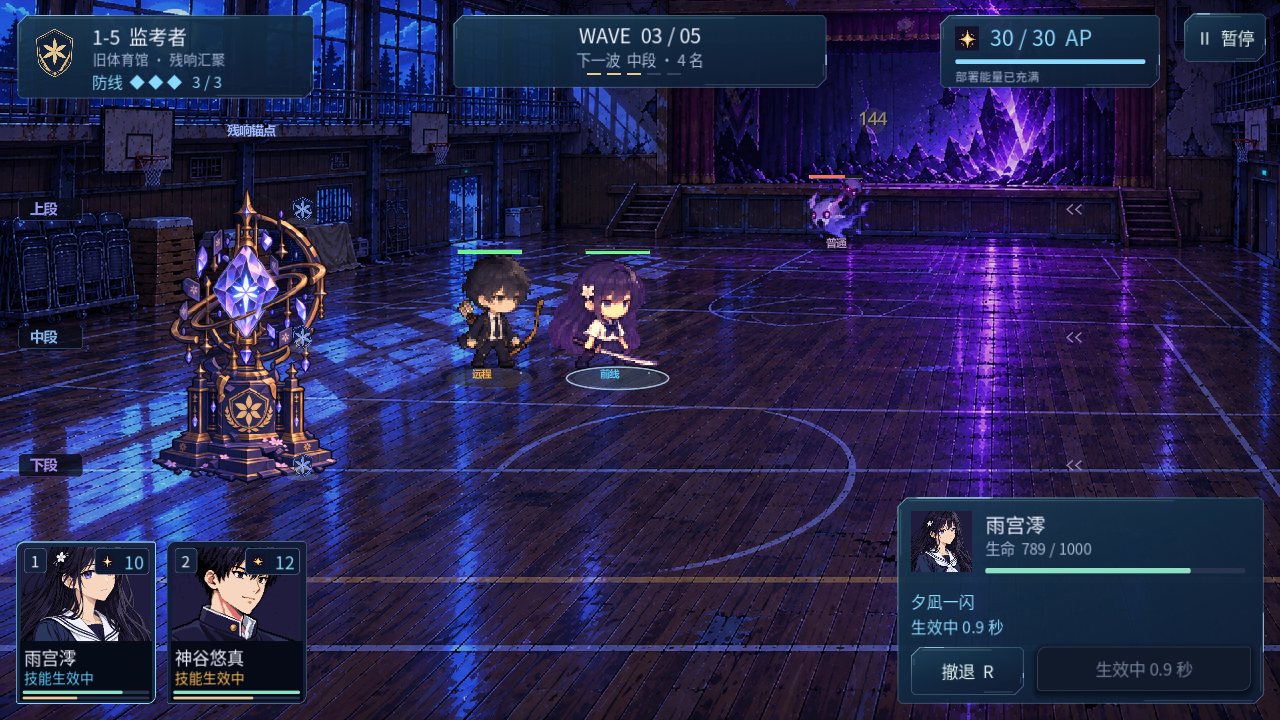 1-5 监考者
旧体育馆 · 残响汇聚
防线 3 / 3
WAVE 03 / 05
下一波 中段 · 4 名
30 / 30 AP
部署能量已充满
暂停
144
残响锚点
上段
普通
中段
远程
前线
下段
雨宫澪
生命 789 / 1000
夕凪一闪
生效中 0.9 秒
撤退 R
生效中 0.9 秒
1
10
雨宫澪
技能生效中
2
12
神谷悠真
技能生效中